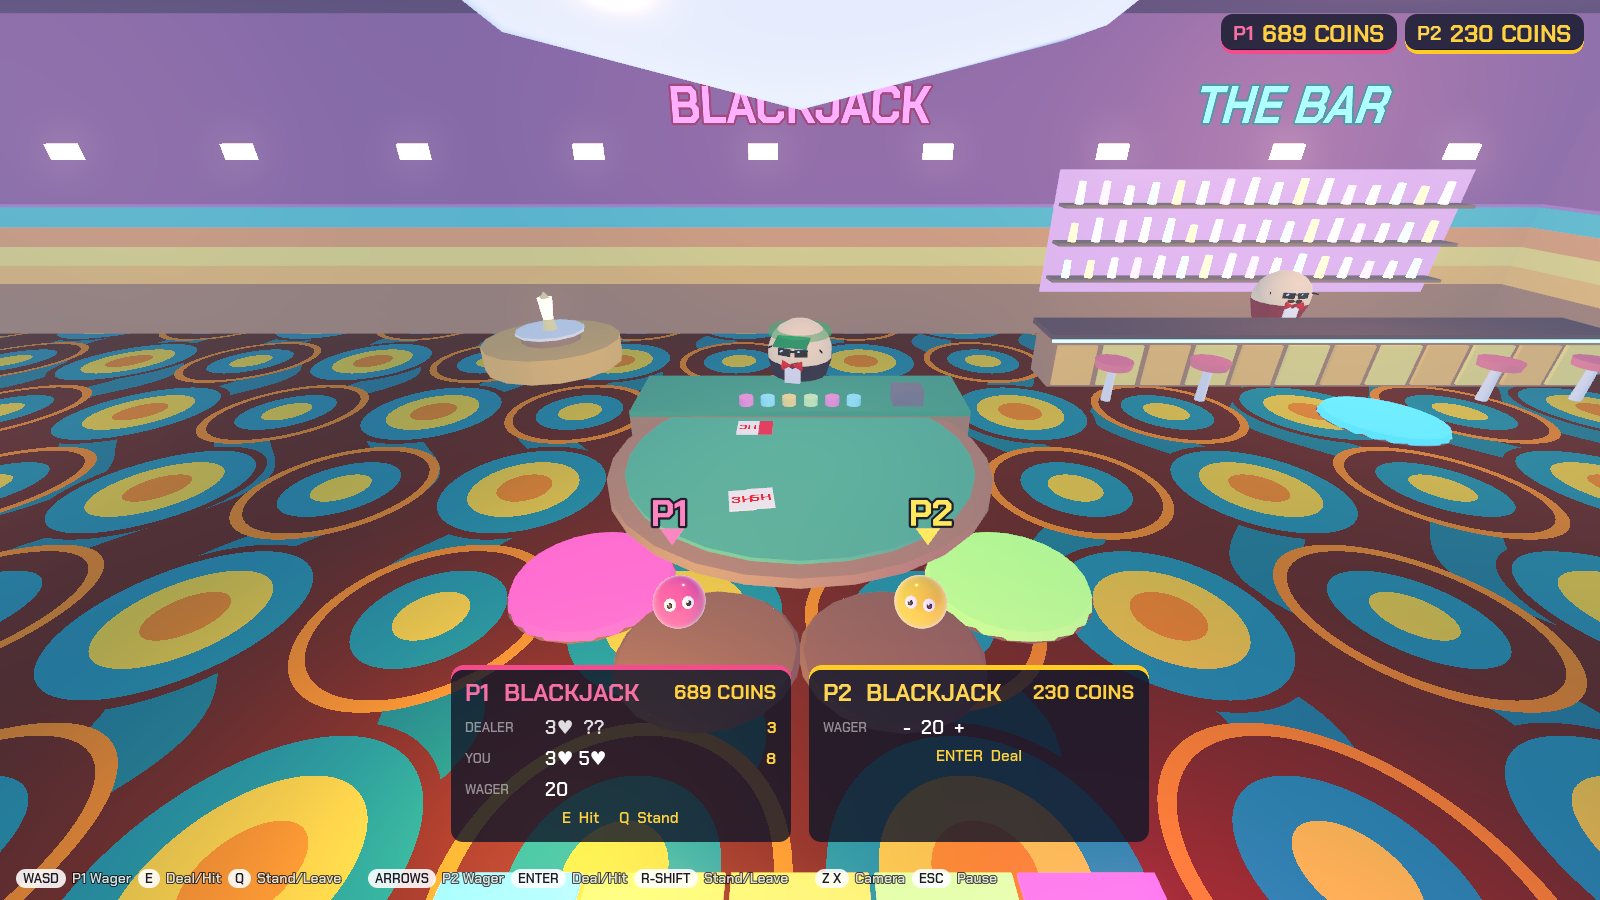 P1 689 COINS
P2 230 COINS
BLACKJACK
THE BAR
P1
P2
P1 BLACKJACK 689 COINS
DEALER 3♥ ?? 3
YOU 3♥ 5♥ 8
WAGER 20
E Hit Q Stand
P2 BLACKJACK 230 COINS
WAGER - 20 +
ENTER Deal
WASD P1 Wager E Deal/Hit Q Stand/Leave ARROWS P2 Wager ENTER Deal/Hit R-SHIFT Stand/Leave Z X Camera ESC Pause